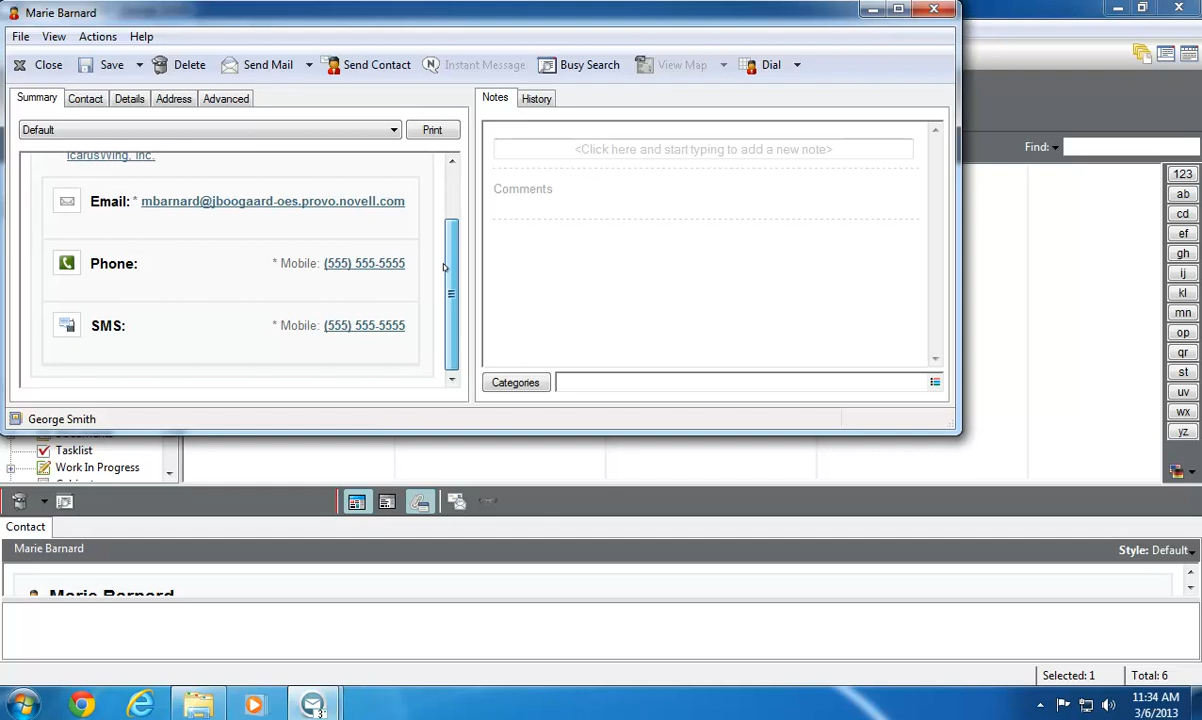 Marie Barnard
File View Actions Help
Close Save Delete Send Mail Send Contact Instant Message Busy Search View Map Dial
Summary Contact Details Address Advanced
Notes History
Default
Print
<Click here and start typing to add a new note>
Find:
IcarusWing, Inc.
Comments
Email: * mbarnard@jboogaard-oes.provo.novell.com
Phone: * Mobile: (555) 555-5555
SMS: * Mobile: (555) 555-5555
Categories
George Smith
123
ab
cd
ef
gh
ij
kl
mn
op
qr
st
uv
wx
yz
Tasklist
Work In Progress
Contact
Marie Barnard
Style: Default
Marie Barnard
Selected: 1 Total: 6
3
11:34 AM
3/6/2013